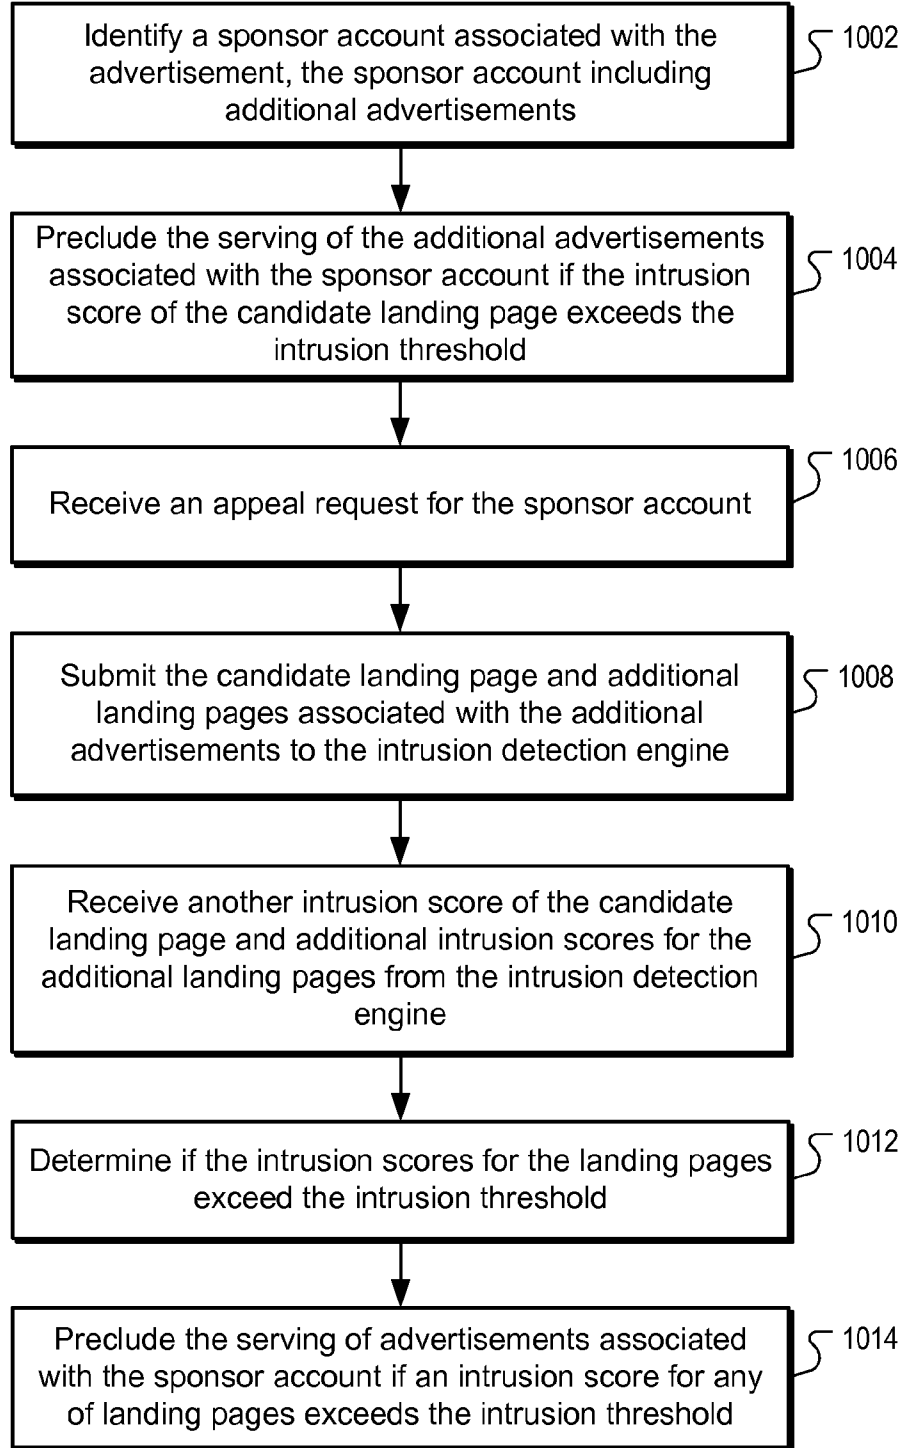 Identify a sponsor account associated with the
advertisement, the sponsor account including
additional advertisements
1002
Preclude the serving of the additional advertisements
associated with the sponsor account if the intrusion
score of the candidate landing page exceeds the
intrusion threshold
1004
Receive an appeal request for the sponsor account
1006
Submit the candidate landing page and additional
landing pages associated with the additional
advertisements to the intrusion detection engine
1008
Receive another intrusion score of the candidate
landing page and additional intrusion scores for the
additional landing pages from the intrusion detection
engine
1010
Determine if the intrusion scores for the landing pages
exceed the intrusion threshold
1012
Preclude the serving of advertisements associated
with the sponsor account if an intrusion score for any
of landing pages exceeds the intrusion threshold
1014